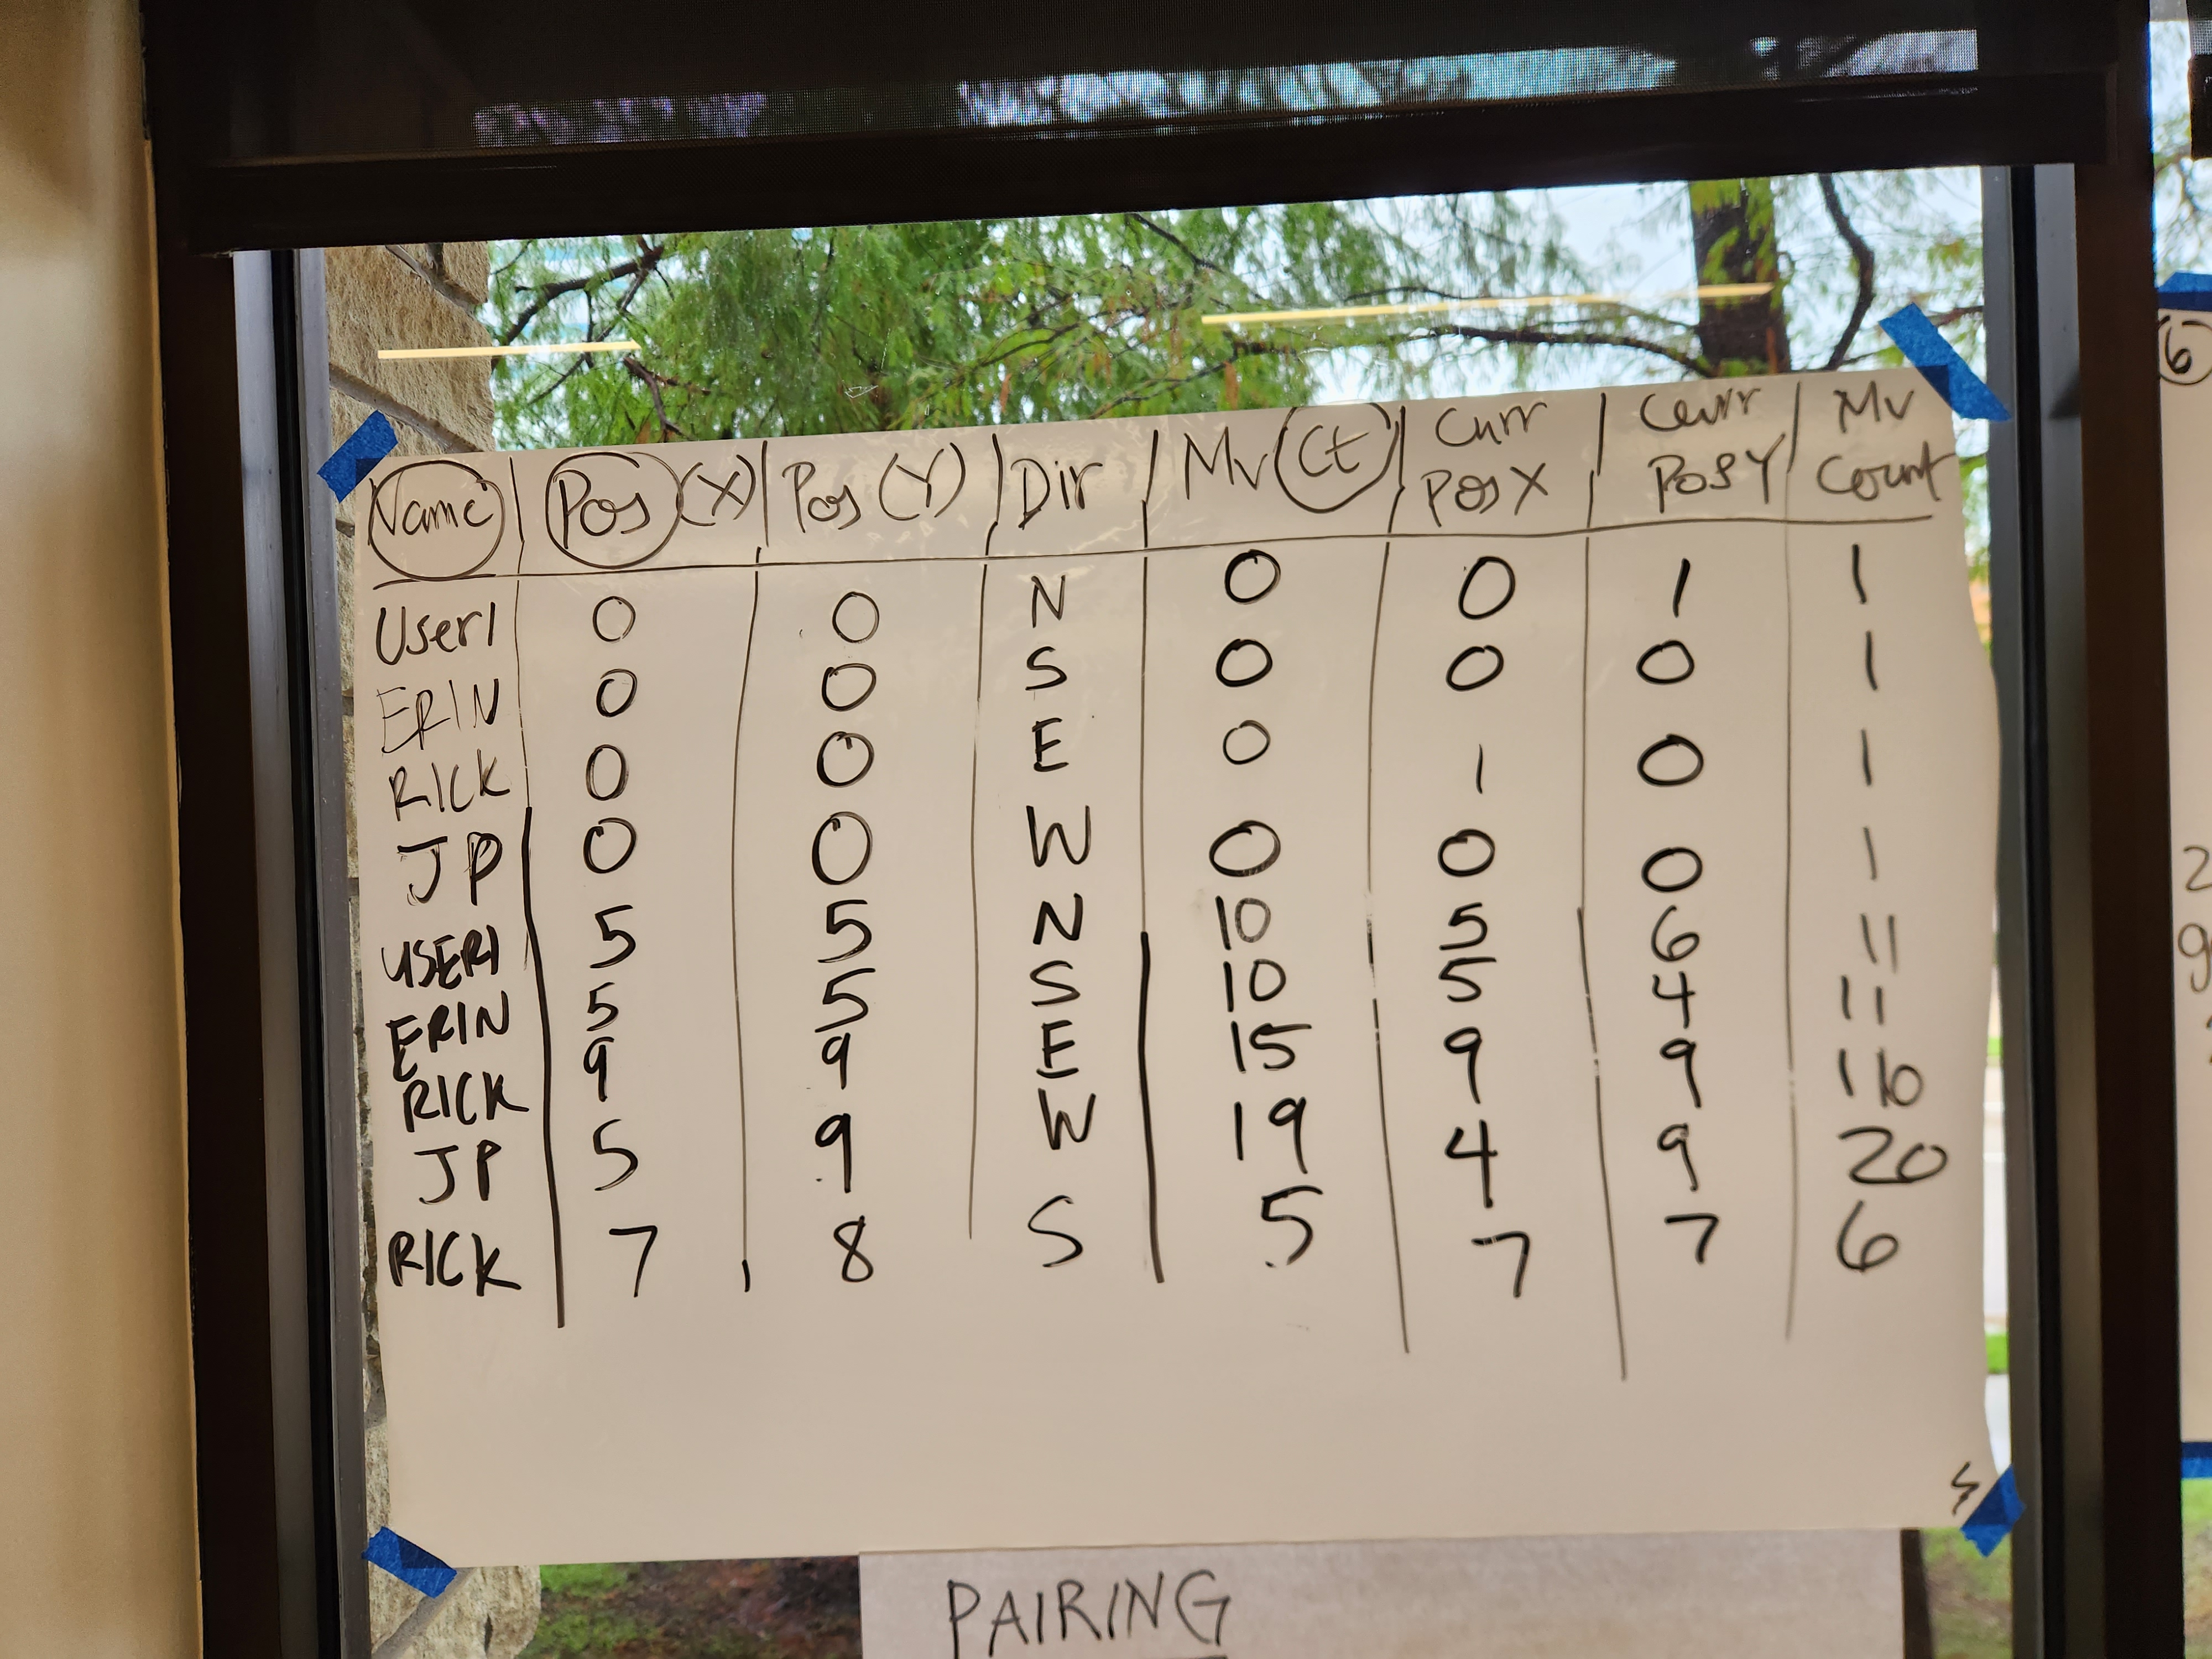 Name Pos (X) Pos (Y) Dir Mv Ct Curr Pos X Curr Pos Y Mv Count
User1 0 0 N 0 0 1 1
ERIN 0 0 S 0 0 0 1
RICK 0 0 E 0 1 0 1
JP 0 0 W 0 0 0 1
USER1 5 5 N 10 5 6 11
ERIN 5 5 S 10 5 4 11
RICK 9 9 E 15 9 9
JP 5 9 W 19 4 9 20
RICK 7 8 S 5 7 7 6
PAIRING
6
2